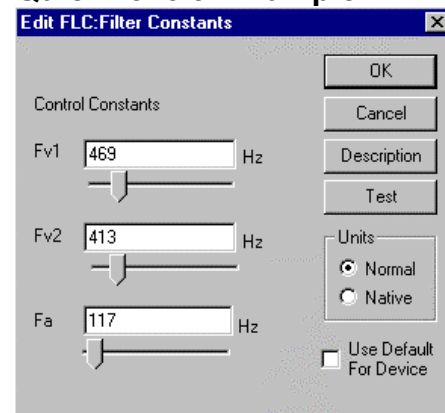 Edit FLC:Filter Constants
OK
Control Constants
Cancel
Fv1 469 Hz
Description
Test
Fv2 413 Hz
Units
Normal
Native
Fa 117 Hz
Use Default
For Device